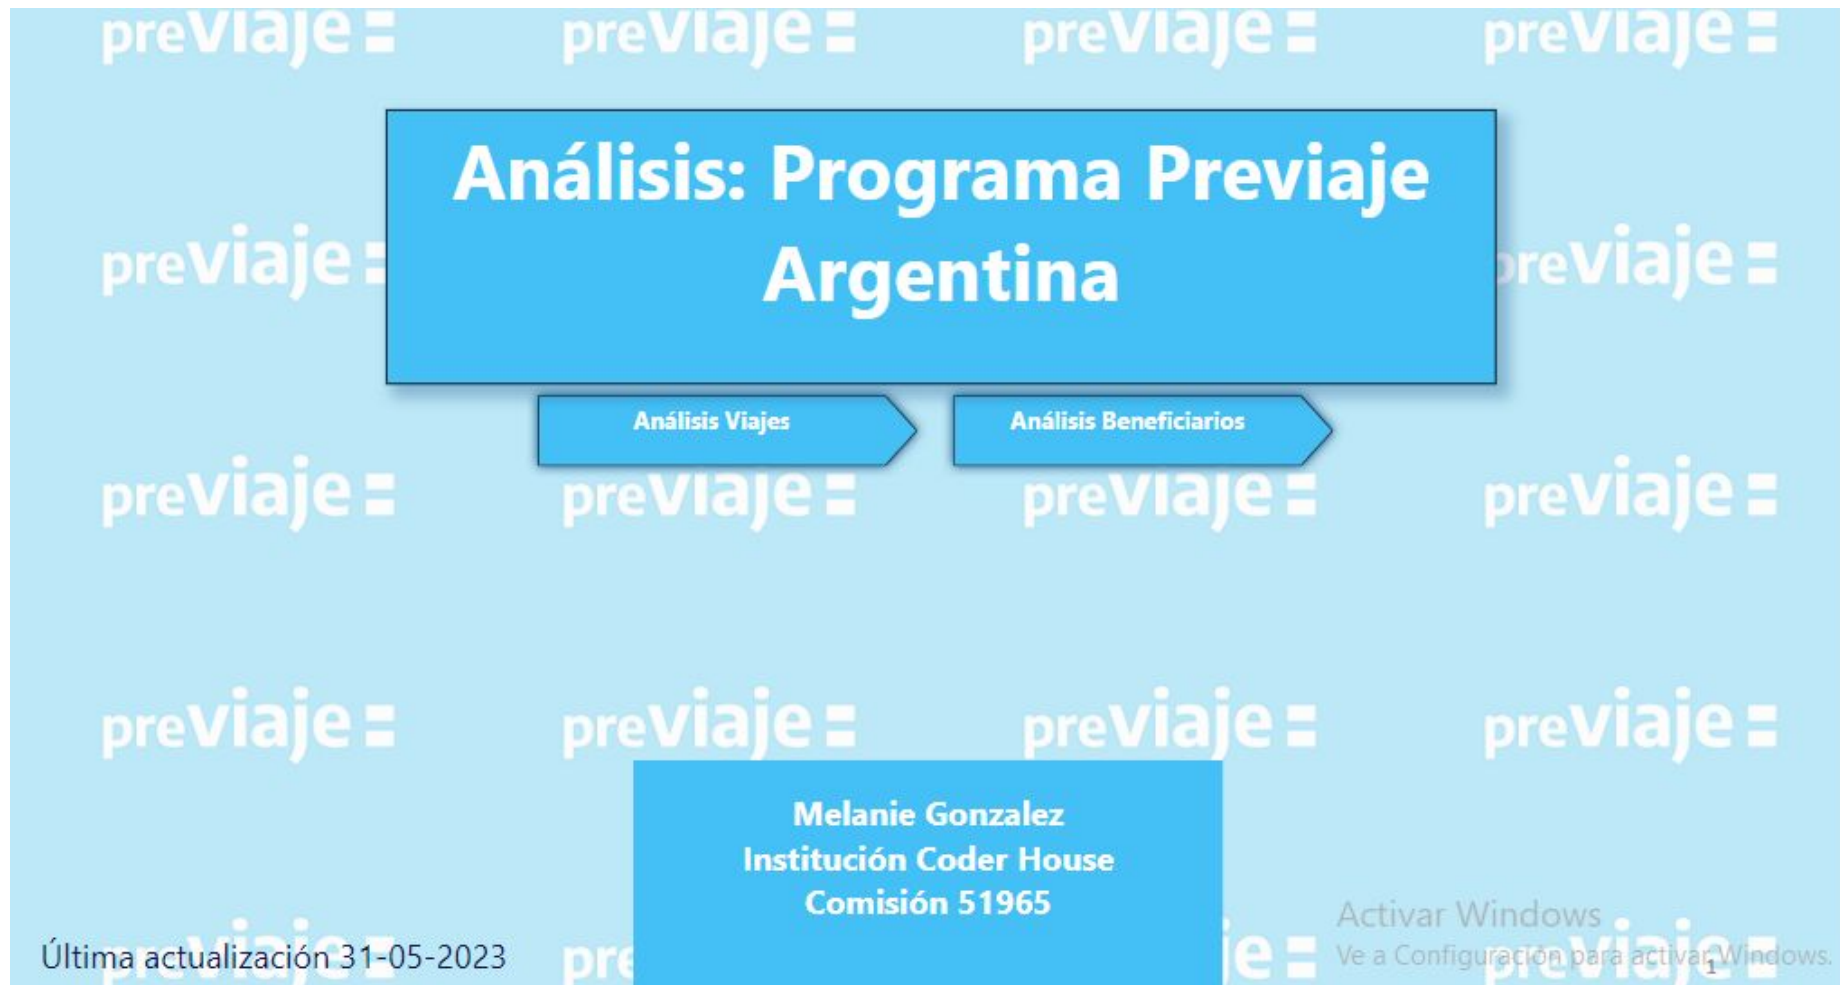 previaje previaje previaje previaje
Análisis: Programa Previaje
Argentina
previaje previaje
Análisis Viajes Análisis Beneficiarios
previaje previaje previaje previaje
previaje previaje previaje previaje
Melanie Gonzalez
Institución Coder House
Comisión 51965
Activar Windows
Ve a Configuración para activar Windows.
Última actualización 31-05-2023
1